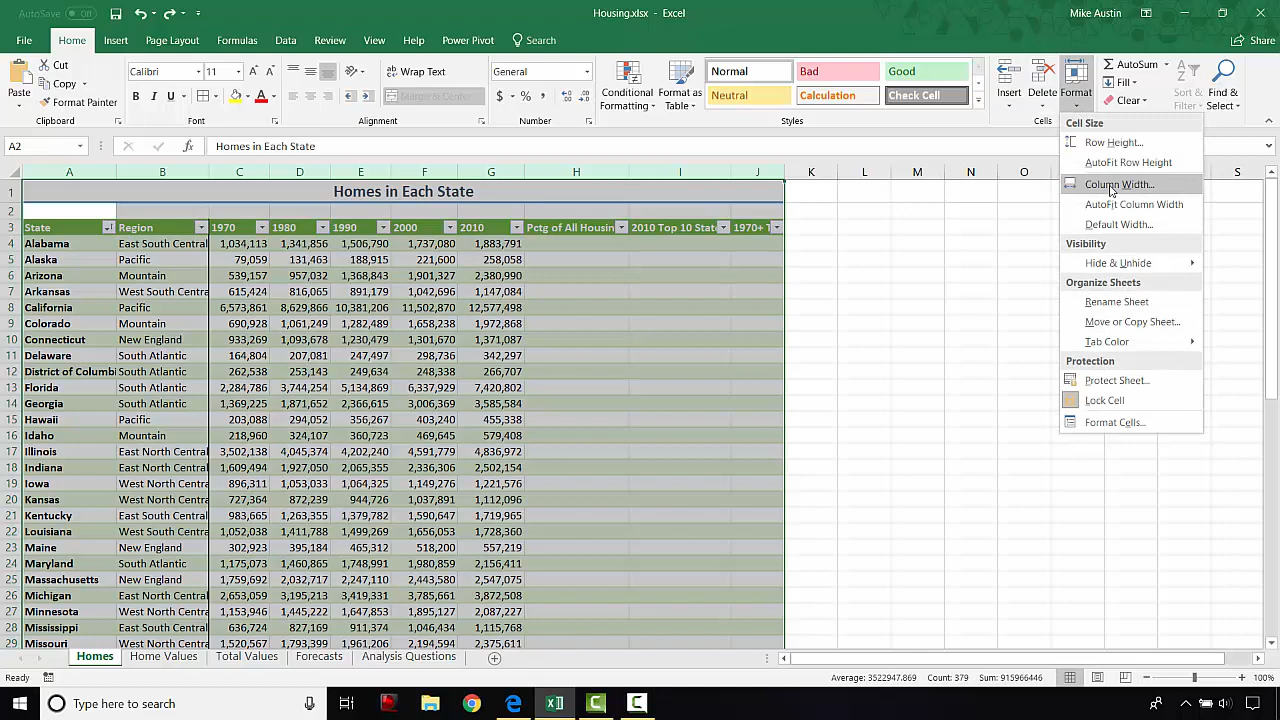 AutoSave Off Housing.xlsx - Excel Mike Austin
File Home Insert Page Layout Formulas Data Review View Help Power Pivot Search Share
Paste Cut Copy Format Painter Clipboard
Calibri 11 B I U A A A Font
Wrap Text Merge & Center Alignment
General $ % , Number
Conditional Formatting Format as Table
Normal Bad Good
Neutral Calculation Check Cell
Styles
Insert Delete Format Cells
AutoSum Fill Clear Sort & Filter Find & Select
A2 fx Homes in Each State
Cell Size
Row Height...
AutoFit Row Height
Column Width...
AutoFit Column Width
Default Width...
Visibility
Hide & Unhide
Organize Sheets
Rename Sheet
Move or Copy Sheet...
Tab Color
Protection
Protect Sheet...
Lock Cell
Format Cells...
A B C D E F G H I J K L M N O S
1 Homes in Each State
2
3 State Region 1970 1980 1990 2000 2010 Pctg of All Housin 2010 Top 10 Stat 1970+ T
4 Alabama East South Central 1,034,113 1,341,856 1,506,790 1,737,080 1,883,791
5 Alaska Pacific 79,059 131,463 188,915 221,600 258,058
6 Arizona Mountain 539,157 957,032 1,368,843 1,901,327 2,380,990
7 Arkansas West South Centra 615,424 816,065 891,179 1,042,696 1,147,084
8 California Pacific 6,573,861 8,629,866 10,381,206 11,502,870 12,577,498
9 Colorado Mountain 690,928 1,061,249 1,282,489 1,658,238 1,972,868
10 Connecticut New England 933,269 1,093,678 1,230,479 1,301,670 1,371,087
11 Delaware South Atlantic 164,804 207,081 247,497 298,736 342,297
12 District of Columbi South Atlantic 262,538 253,143 249,634 248,338 266,707
13 Florida South Atlantic 2,284,786 3,744,254 5,134,869 6,337,929 7,420,802
14 Georgia South Atlantic 1,369,225 1,871,652 2,366,615 3,006,369 3,585,584
15 Hawaii Pacific 203,088 294,052 356,267 403,240 455,338
16 Idaho Mountain 218,960 324,107 360,723 469,645 579,408
17 Illinois East North Centra 3,502,138 4,045,374 4,202,240 4,591,779 4,836,972
18 Indiana East North Centra 1,609,494 1,927,050 2,065,355 2,336,306 2,502,154
19 Iowa West North Centra 896,311 1,053,033 1,064,325 1,149,276 1,221,576
20 Kansas West North Centra 727,364 872,239 944,726 1,037,891 1,112,096
21 Kentucky East South Central 983,665 1,263,355 1,379,782 1,590,647 1,719,965
22 Louisiana West South Centra 1,052,038 1,411,788 1,499,269 1,656,053 1,728,360
23 Maine New England 302,923 395,184 465,312 518,200 557,219
24 Maryland South Atlantic 1,175,073 1,460,865 1,748,991 1,980,859 2,156,411
25 Massachusetts New England 1,759,692 2,032,717 2,247,110 2,443,580 2,547,075
26 Michigan East North Centra 2,653,059 3,195,213 3,419,331 3,785,661 3,872,508
27 Minnesota West North Centra 1,153,946 1,445,222 1,647,853 1,895,127 2,087,227
28 Mississippi East South Central 636,724 827,169 911,374 1,046,434 1,115,768
29 Missouri West North Centra 1,520,567 1,793,399 1,961,206 2,194,594 2,375,611
Homes Home Values Total Values Forecasts Analysis Questions
Ready Average: 3522947.869 Count: 379 Sum: 915966446 100%
Type here to search